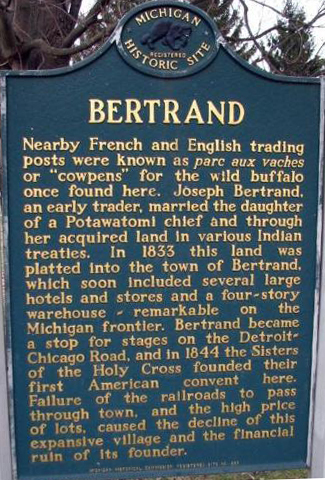 MICHIGAN
REGISTERED
HISTORIC SITE
BERTRAND
Nearby French and English trading
posts were known as parc aux vaches
or "cowpens" for the wild buffalo
once found here. Joseph Bertrand,
an early trader, married the daughter
of a Potawatomi chief and through
her acquired land in various Indian
treaties. In 1833 this land was
platted into the town of Bertrand,
which soon included several large
hotels and stores and a four-story
warehouse - remarkable on the
Michigan frontier. Bertrand became
a stop for stages on the Detroit-
Chicago Road, and in 1844 the Sisters
of the Holy Cross founded their
first American convent here.
Failure of the railroads to pass
through town, and the high price
of lots, caused the decline of this
expansive village and the financial
ruin of its founder.
MICHIGAN HISTORICAL COMMISSION REGISTERED SITE NO.